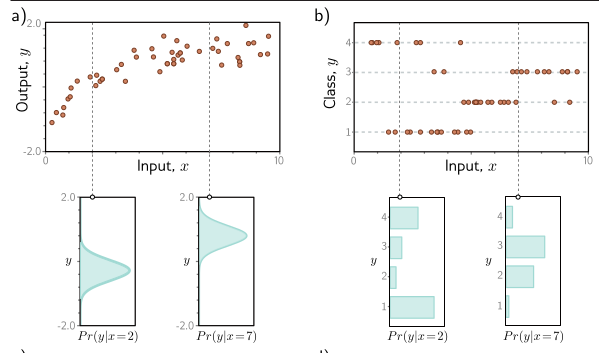 a)
b)
2.0
Output, y
-2.0
0
Input, x
10
Class, y
4
3
2
1
0
Input, x
10
2.0
y
-2.0
Pr(y|x=2)
2.0
y
-2.0
Pr(y|x=7)
4
3
y
2
1
Pr(y|x=2)
4
3
y
2
1
Pr(y|x=7)